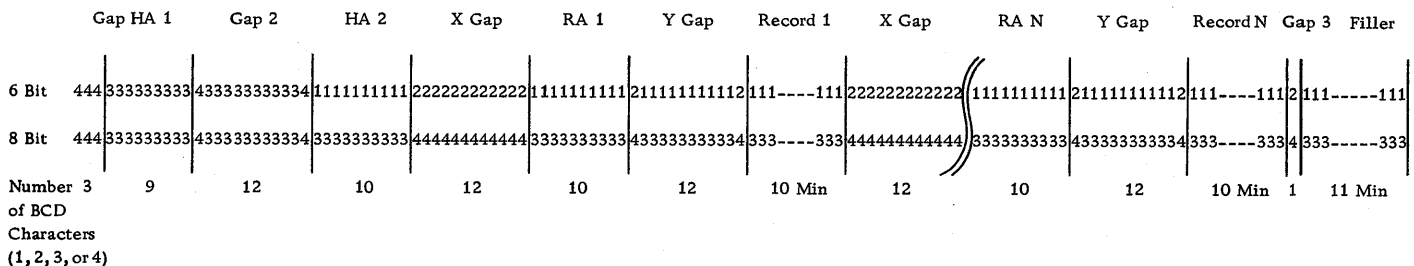 Gap HA 1 Gap 2 HA 2 X Gap RA 1 Y Gap Record 1 X Gap RA N Y Gap Record N Gap 3 Filler
6 Bit 444 333333333 433333333334 1111111111 222222222222 1111111111 211111111112 111----111 222222222222 1111111111 211111111112 111----111 2 111-----111
8 Bit 444 333333333 433333333334 3333333333 444444444444 3333333333 433333333334 333----333 444444444444 3333333333 433333333334 333----333 4 333-----333
Number 3 9 12 10 12 10 12 10 Min 12 10 12 10 Min 1 11 Min
of BCD
Characters
(1, 2, 3, or 4)